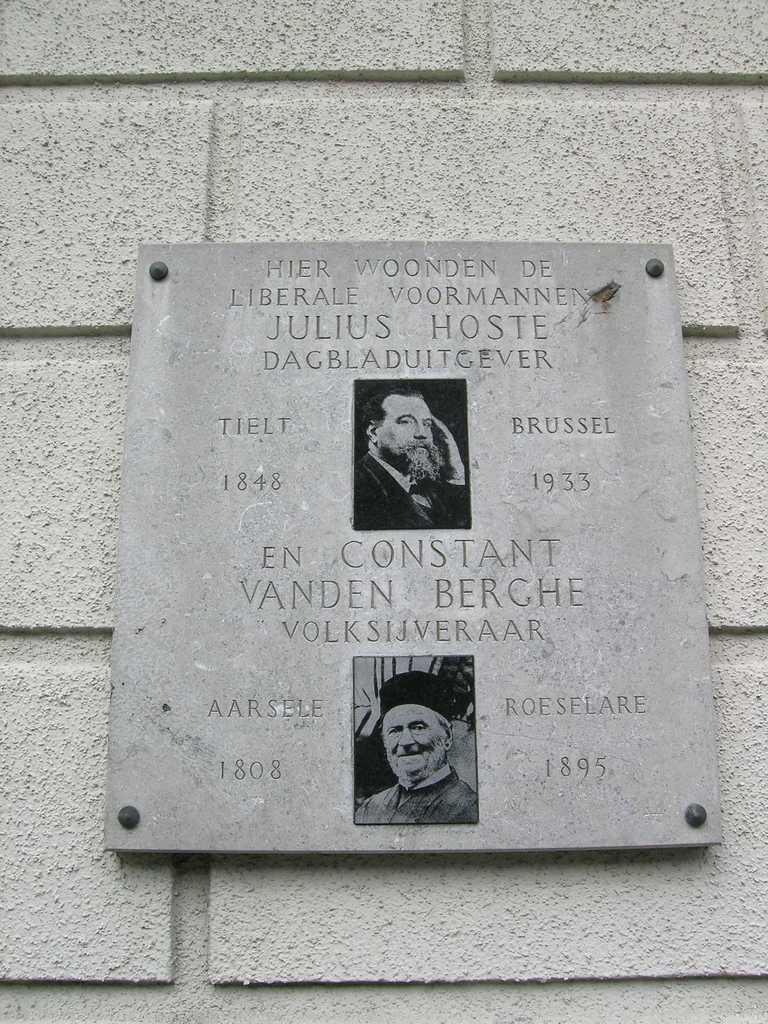 HIER WOONDEN DE
LIBERALE VOORMANNEN
JULIUS HOSTE
DAGBLADUITGEVER
TIELT BRUSSEL
1848 1933
EN CONSTANT
VANDEN BERGHE
"VOLKSIJVERAAR"
AARSELE ROESELARE
1808 1895